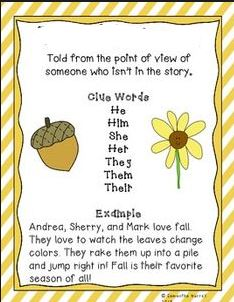 Told from the point of view of
someone who isn't in the story.
Clue Words
He
Him
She
Her
They
Them
Their
Example
Andrea, Sherry, and Mark love fall.
They love to watch the leaves change
colors. They rake them up into a pile
and jump right in! Fall is their favorite
season of all!